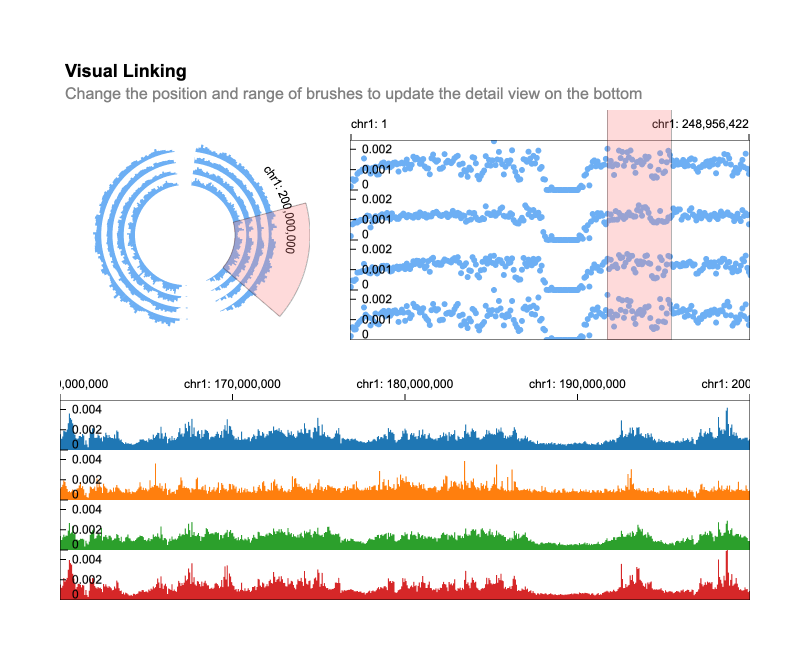 Visual Linking
Change the position and range of brushes to update the detail view on the bottom
chr1: 1
chr1: 248,956,422
chr1: 200,000,000
0.002
0.001
0
0.002
0.001
0
0.002
0.001
0
0.002
0.001
0
,000,000
chr1: 170,000,000
chr1: 180,000,000
chr1: 190,000,000
chr1: 200
0.004
0.002
0
0.004
0.002
0
0.004
0.002
0
0.004
0.002
0